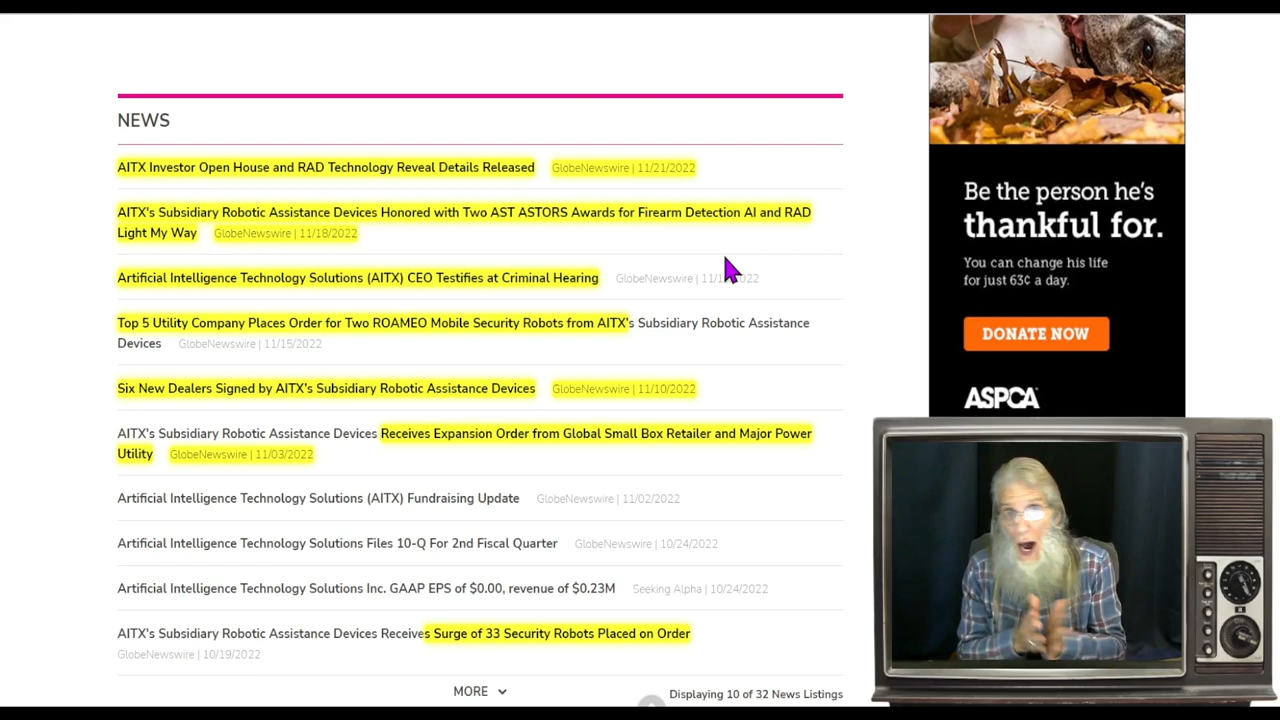 NEWS
AITX Investor Open House and RAD Technology Reveal Details Released GlobeNewswire | 11/21/2022
AITX's Subsidiary Robotic Assistance Devices Honored with Two AST ASTORS Awards for Firearm Detection AI and RAD
Light My Way GlobeNewswire | 11/18/2022
Artificial Intelligence Technology Solutions (AITX) CEO Testifies at Criminal Hearing GlobeNewswire
Top 5 Utility Company Places Order for Two ROAMEO Mobile Security Robots from AITX's Subsidiary Robotic Assistance
Devices GlobeNewswire | 11/15/2022
Six New Dealers Signed by AITX's Subsidiary Robotic Assistance Devices GlobeNewswire | 11/10/2022
AITX's Subsidiary Robotic Assistance Devices Receives Expansion Order from Global Small Box Retailer and Major Power
Utility GlobeNewswire | 11/03/2022
Artificial Intelligence Technology Solutions (AITX) Fundraising Update GlobeNewswire | 11/02/2022
Artificial Intelligence Technology Solutions Files 10-Q For 2nd Fiscal Quarter GlobeNewswire | 10/24/2022
Artificial Intelligence Technology Solutions Inc. GAAP EPS of $0.00, revenue of $0.23M Seeking Alpha | 10/24/2022
AITX's Subsidiary Robotic Assistance Devices Receives Surge of 33 Security Robots Placed on Order
GlobeNewswire | 10/19/2022
MORE
Displaying 10 of 32 News Listings
Be the person he's
thankful for.
You can change his life
for just 63¢ a day.
DONATE NOW
ASPCA